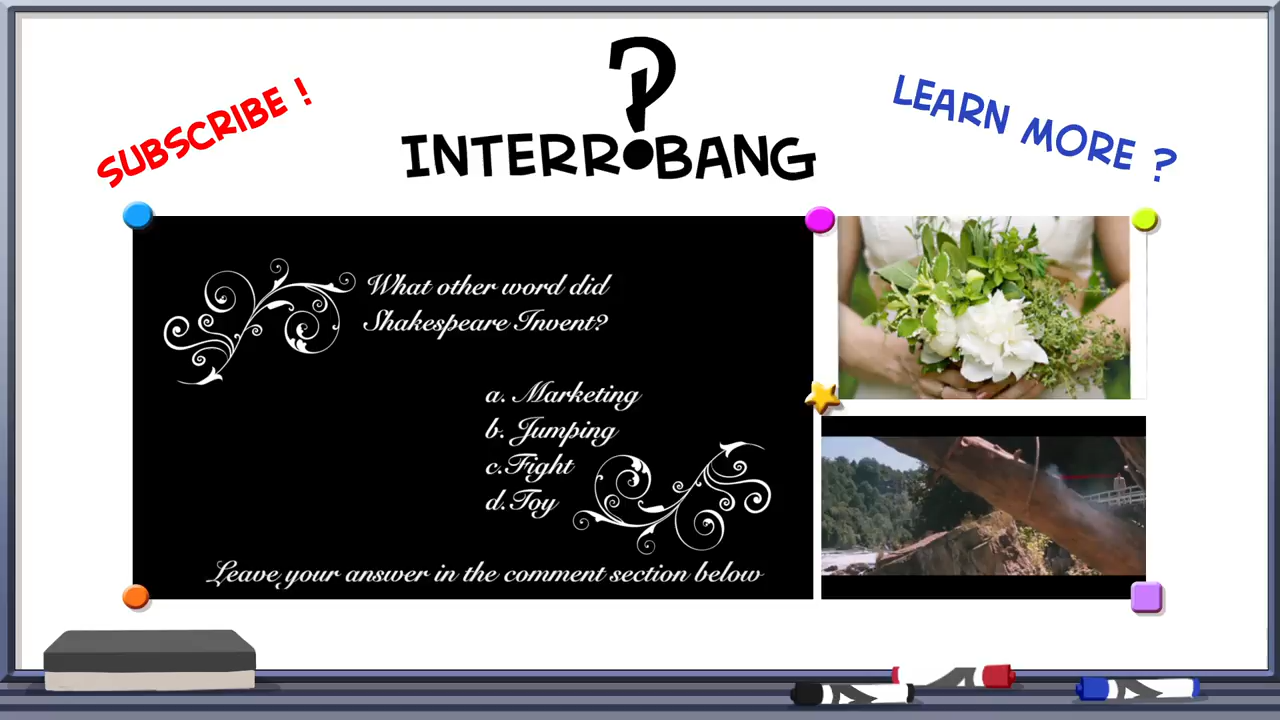 SUBSCRIBE !
INTERROBANG
LEARN MORE ?
What other word did
Shakespeare Invent?
a. Marketing
b. Jumping
c.Fight
d.Toy
Leave your answer in the comment section below